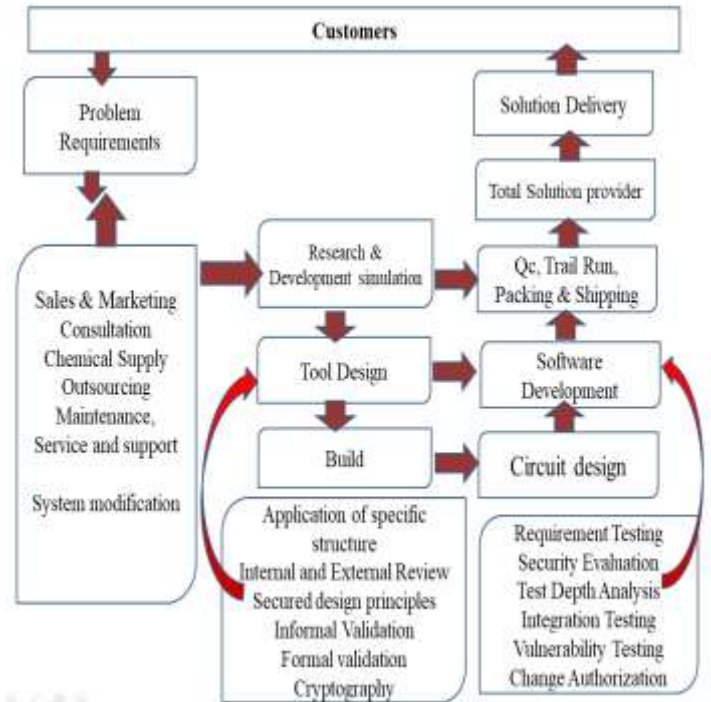 Customers
Problem
Requirements
Solution Delivery
Total Solution provider
Research &
Development simulation
Qc, Trail Run,
Packing & Shipping
Sales & Marketing
Consultation
Chemical Supply
Outsourcing
Maintenance,
Service and support
System modification
Tool Design
Software
Development
Build
Circuit design
Application of specific
structure
Internal and External Review
Secured design principles
Informal Validation
Formal validation
Cryptography
Requirement Testing
Security Evaluation
Test Depth Analysis
Integration Testing
Vulnerability Testing
Change Authorization